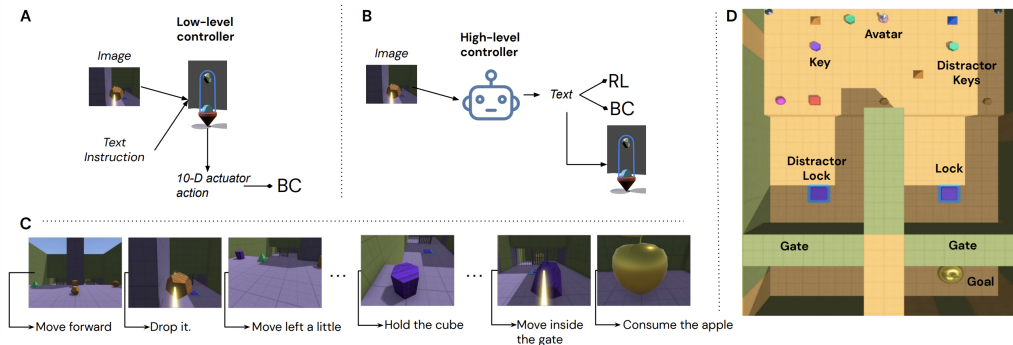 A
Low-level
controller
Image
Text
Instruction
10-D actuator
action
BC
B
High-level
controller
Image
Text
RL
BC
C
Move forward
Drop it.
Move left a little
...
Hold the cube
...
Move inside
the gate
Consume the apple
D
Avatar
Key
Distractor
Keys
Distractor
Lock
Lock
Gate
Gate
Goal